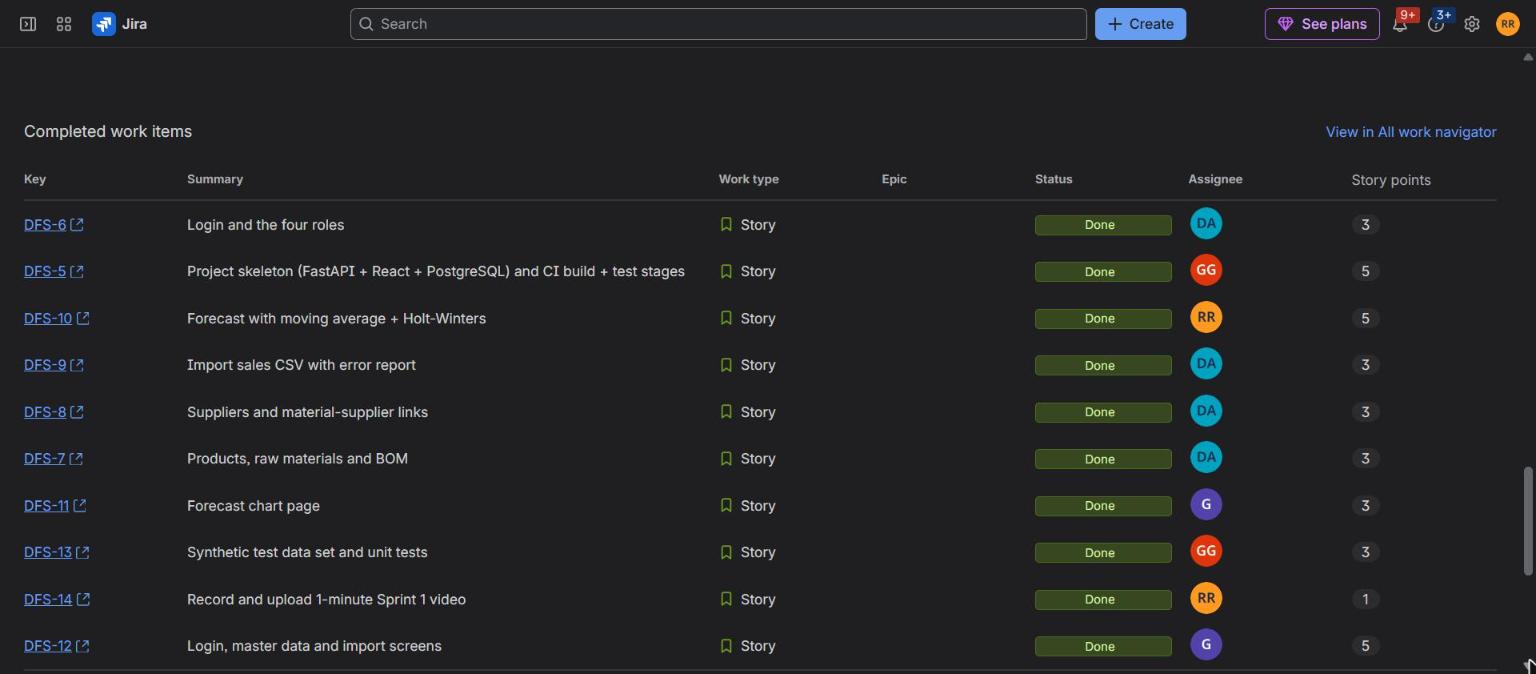 Jira Search + Create See plans 9+ 3+ RR
Completed work items View in All work navigator
Key Summary Work type Epic Status Assignee Story points
DFS-6 Login and the four roles Story Done DA 3
DFS-5 Project skeleton (FastAPI + React + PostgreSQL) and CI build + test stages Story Done GG 5
DFS-10 Forecast with moving average + Holt-Winters Story Done RR 5
DFS-9 Import sales CSV with error report Story Done DA 3
DFS-8 Suppliers and material-supplier links Story Done DA 3
DFS-7 Products, raw materials and BOM Story Done DA 3
DFS-11 Forecast chart page Story Done G 3
DFS-13 Synthetic test data set and unit tests Story Done GG 3
DFS-14 Record and upload 1-minute Sprint 1 video Story Done RR 1
DFS-12 Login, master data and import screens Story Done G 5